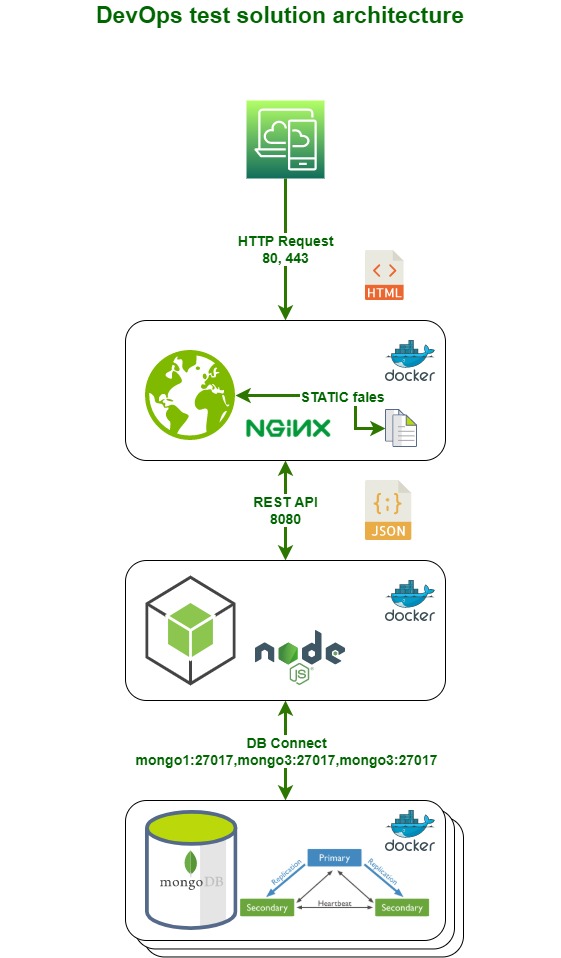 DevOps test solution architecture
HTTP Request
80, 443
HTML
docker
STATIC fales
NGiNX
REST API
8080
{;}
JSON
docker
node
JS
DB Connect
mongo1:27017,mongo3:27017,mongo3:27017
docker
mongoDB
Replication
Primary
Replication
Secondary
Heartbeat
Secondary